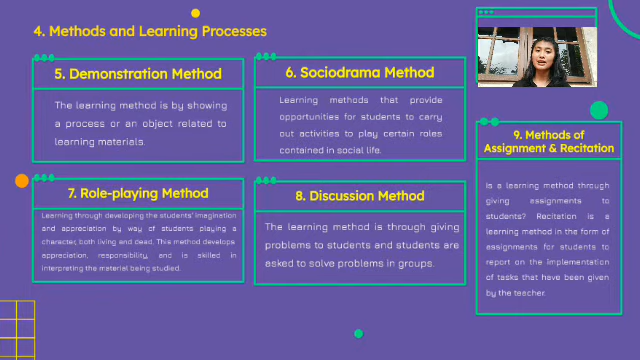 4. Methods and Learning Processes
5. Demonstration Method
The learning method is by showing
a process or an object related to
learning materials.
6. Sociodrama Method
Learning methods that provide
opportunities for students to carry
out activities to play certain roles
contained in social life.
7. Role-playing Method
Learning through developing the students' imagination
and appreciation by way of students playing a
character, both living and dead. This method develops
appreciation, responsibility, and is skilled in
interpreting the material being studied.
8. Discussion Method
The learning method is through giving
problems to students and students are
asked to solve problems in groups.
9. Methods of
Assignment & Recitation
Is a learning method through
giving assignments to
students? Recitation is a
learning method in the form of
assignments for students to
report on the implementation
of tasks that have been given
by the teacher.